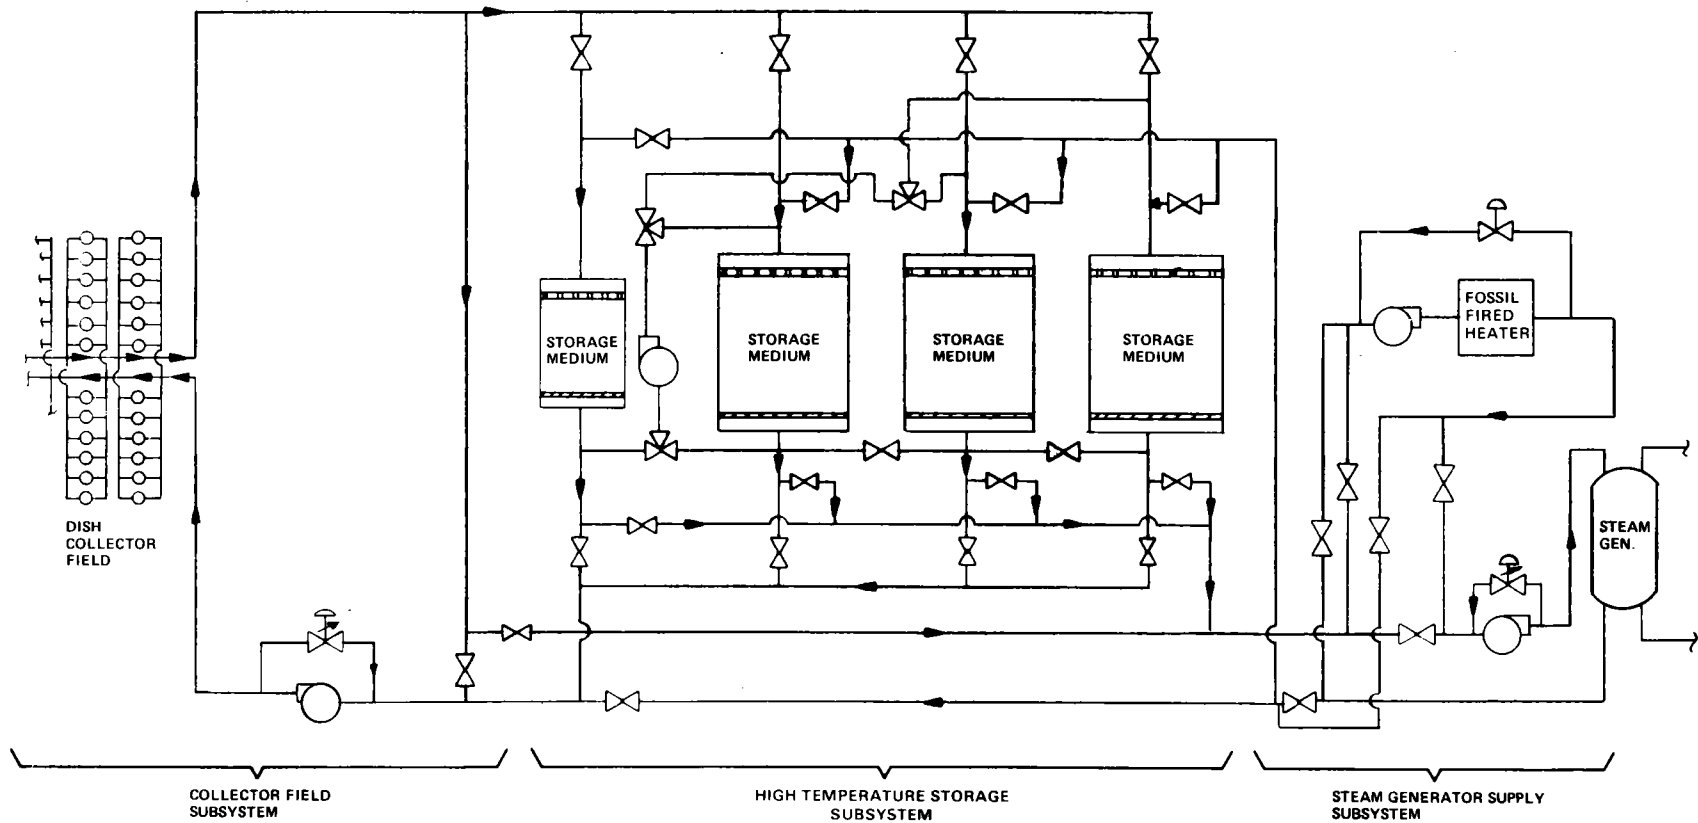 STORAGE
MEDIUM
STORAGE
MEDIUM
STORAGE
MEDIUM
STORAGE
MEDIUM
FOSSIL
FIRED
HEATER
DISH
COLLECTOR
FIELD
STEAM
GEN.
COLLECTOR FIELD
SUBSYSTEM
HIGH TEMPERATURE STORAGE
SUBSYSTEM
STEAM GENERATOR SUPPLY
SUBSYSTEM